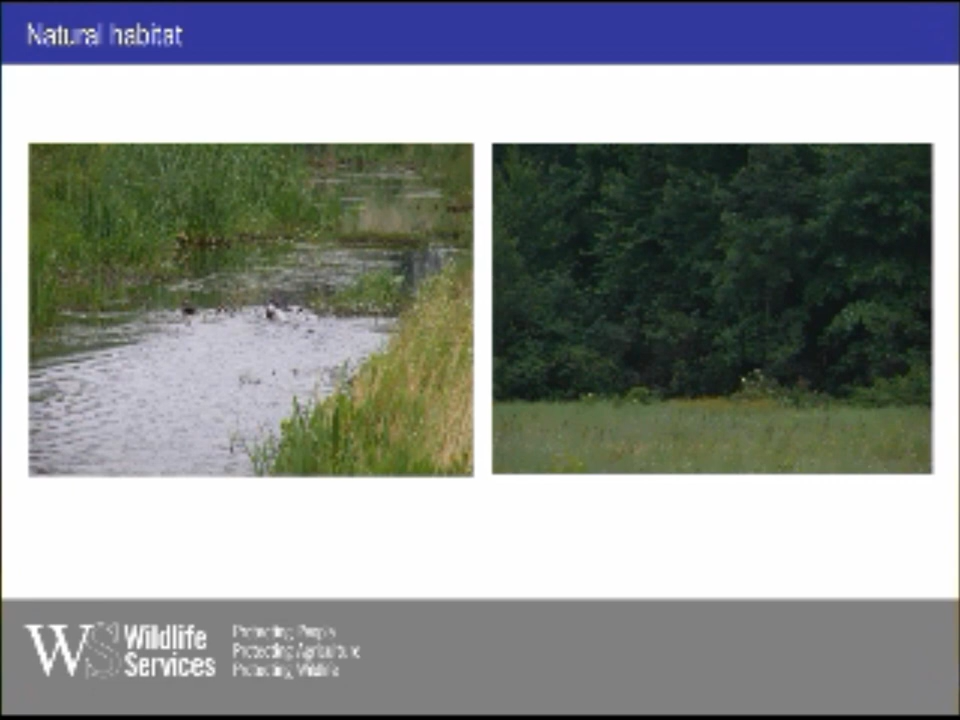 Natural habitat
WS Wildlife Services
Protecting People
Protecting Agriculture
Protecting Wildlife